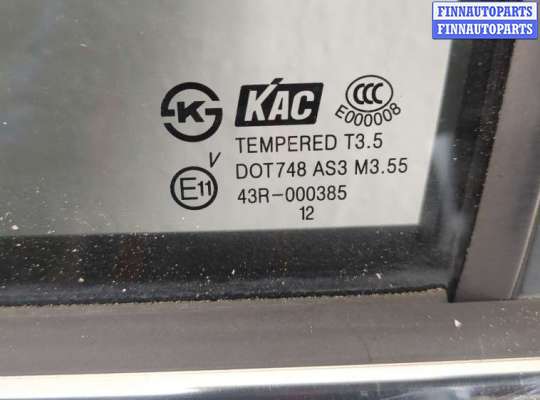 FINNAUTOPARTS
FINNAUTOPARTS
K
KAC
CCC
E000008
TEMPERED T3.5
V
DOT748 AS3 M3.55
E11
43R-000385
12